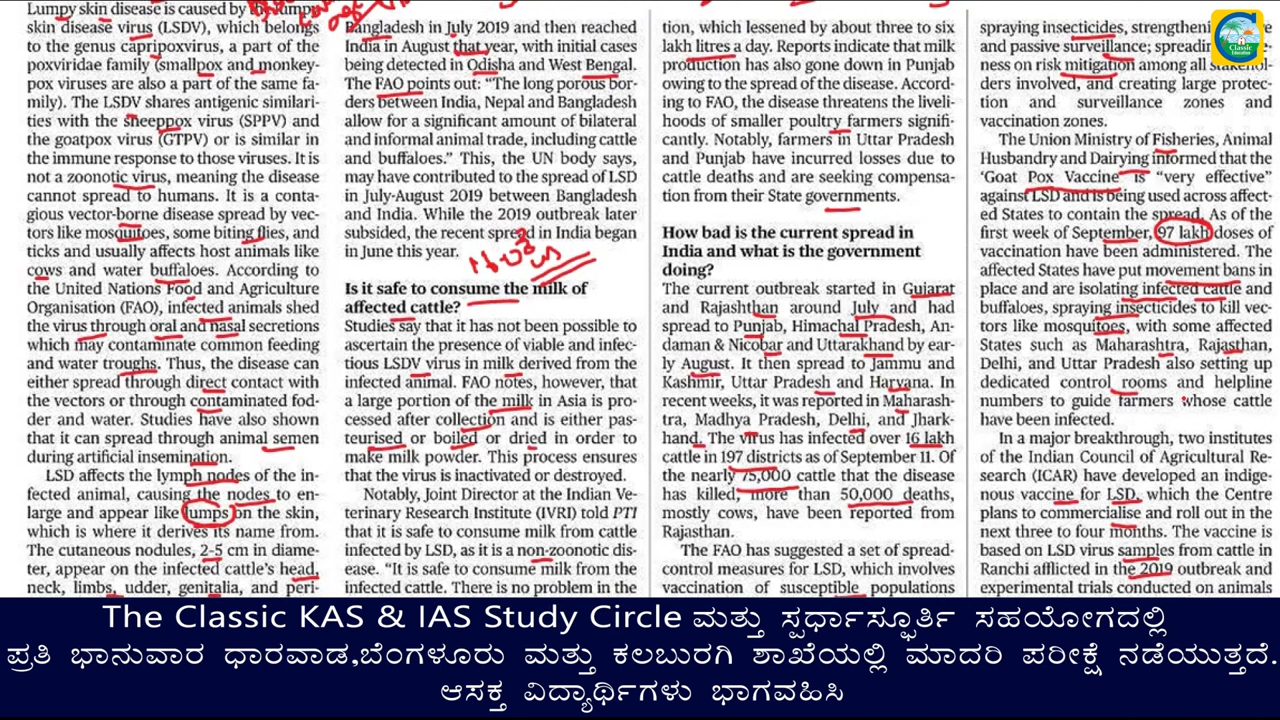 Lumpy skin disease is caused by the lumpy
skin disease virus (LSDV), which belongs
to the genus capripoxvirus, a part of the
poxviridae family (smallpox and monkey-
pox viruses are also a part of the same fa-
mily). The LSDV shares antigenic similari-
ties with the sheeppox virus (SPPV) and
the goatpox virus (GTPV) or is similar in
the immune response to those viruses. It is
not a zoonotic virus, meaning the disease
cannot spread to humans. It is a conta-
gious vector-borne disease spread by vec-
tors like mosquitoes, some biting flies, and
ticks and usually affects host animals like
cows and water buffaloes. According to
the United Nations Food and Agriculture
Organisation (FAO), infected animals shed
the virus through oral and nasal secretions
which may contaminate common feeding
and water troughs. Thus, the disease can
either spread through direct contact with
the vectors or through contaminated fod-
der and water. Studies have also shown
that it can spread through animal semen
during artificial insemination.
LSD affects the lymph nodes of the in-
fected animal, causing the nodes to en-
large and appear like lumps on the skin,
which is where it derives its name from.
The cutaneous nodules, 2-5 cm in diame-
ter, appear on the infected cattle's head,
neck, limbs, udder, genitalia, and peri-
Bangladesh in July 2019 and then reached
India in August that year, with initial cases
being detected in Odisha and West Bengal.
The FAO points out: “The long porous bor-
ders between India, Nepal and Bangladesh
allow for a significant amount of bilateral
and informal animal trade, including cattle
and buffaloes.” This, the UN body says,
may have contributed to the spread of LSD
in July-August 2019 between Bangladesh
and India. While the 2019 outbreak later
subsided, the recent spread in India began
in June this year.
Is it safe to consume the milk of
affected cattle?
Studies say that it has not been possible to
ascertain the presence of viable and infec-
tious LSDV virus in milk derived from the
infected animal. FAO notes, however, that
a large portion of the milk in Asia is pro-
cessed after collection and is either pas-
teurised or boiled or dried in order to
make milk powder. This process ensures
that the virus is inactivated or destroyed.
Notably, Joint Director at the Indian Ve-
terinary Research Institute (IVRI) told PTI
that it is safe to consume milk from cattle
infected by LSD, as it is a non-zoonotic dis-
ease. “It is safe to consume milk from the
infected cattle. There is no problem in the
tion, which lessened by about three to six
lakh litres a day. Reports indicate that milk
production has also gone down in Punjab
owing to the spread of the disease. Accord-
ing to FAO, the disease threatens the liveli-
hoods of smaller poultry farmers signifi-
cantly. Notably, farmers in Uttar Pradesh
and Punjab have incurred losses due to
cattle deaths and are seeking compensa-
tion from their State governments.
How bad is the current spread in
India and what is the government
doing?
The current outbreak started in Gujarat
and Rajashthan around July and had
spread to Punjab, Himachal Pradesh, An-
daman & Nicobar and Uttarakhand by ear-
ly August. It then spread to Jammu and
Kashmir, Uttar Pradesh and Haryana. In
recent weeks, it was reported in Maharash-
tra, Madhya Pradesh, Delhi, and Jhark-
hand. The virus has infected over 16 lakh
cattle in 197 districts as of September 11. Of
the nearly 75,000 cattle that the disease
has killed, more than 50,000 deaths,
mostly cows, have been reported from
Rajasthan.
The FAO has suggested a set of spread-
control measures for LSD, which involves
vaccination of susceptible populations
spraying insecticides, strengthening
and passive surveillance; spreading
ness on risk mitigation among all
ders involved, and creating large protec-
tion and surveillance zones and
vaccination zones.
The Union Ministry of Fisheries, Animal
Husbandry and Dairying informed that the
‘Goat Pox Vaccine’ is “very effective”
against LSD and is being used across affect-
ed States to contain the spread. As of the
first week of September, 97 lakh doses of
vaccination have been administered. The
affected States have put movement bans in
place and are isolating infected cattle and
buffaloes, spraying insecticides to kill vec-
tors like mosquitoes, with some affected
States such as Maharashtra, Rajasthan,
Delhi, and Uttar Pradesh also setting up
dedicated control rooms and helpline
numbers to guide farmers whose cattle
have been infected.
In a major breakthrough, two institutes
of the Indian Council of Agricultural Re-
search (ICAR) have developed an indige-
nous vaccine for LSD, which the Centre
plans to commercialise and roll out in the
next three to four months. The vaccine is
based on LSD virus samples from cattle in
Ranchi afflicted in the 2019 outbreak and
experimental trials conducted on animals
Classic
Education
The Classic KAS & IAS Study Circle ಮತ್ತು ಸ್ಪರ್ಧಾಸ್ಫೂರ್ತಿ ಸಹಯೋಗದಲ್ಲಿ
ಪ್ರತಿ ಭಾನುವಾರ ಧಾರವಾಡ,ಬೆಂಗಳೂರು ಮತ್ತು ಕಲಬುರಗಿ ಶಾಖೆಯಲ್ಲಿ ಮಾದರಿ ಪರೀಕ್ಷೆ ನಡೆಯುತ್ತದೆ.
ಆಸಕ್ತ ವಿದ್ಯಾರ್ಥಿಗಳು ಭಾಗವಹಿಸಿ